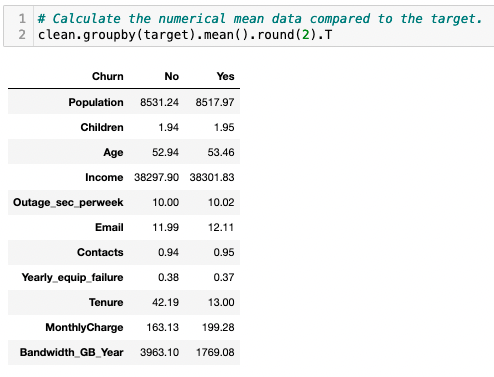 1 # Calculate the numerical mean data compared to the target.
2 clean.groupby(target).mean().round(2).T
Churn No Yes
Population 8531.24 8517.97
Children 1.94 1.95
Age 52.94 53.46
Income 38297.90 38301.83
Outage_sec_perweek 10.00 10.02
Email 11.99 12.11
Contacts 0.94 0.95
Yearly_equip_failure 0.38 0.37
Tenure 42.19 13.00
MonthlyCharge 163.13 199.28
Bandwidth_GB_Year 3963.10 1769.08